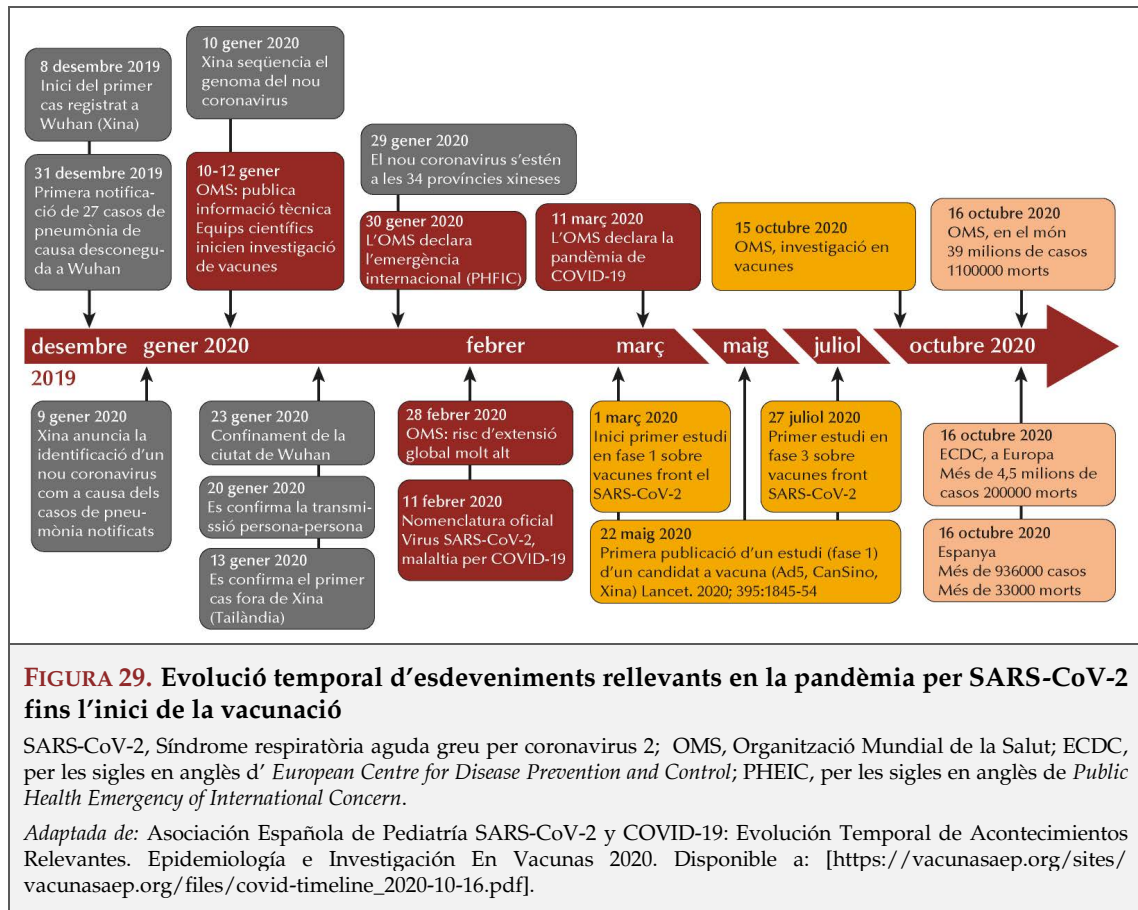 8 desembre 2019
Inici del primer
cas registrat a
Wuhan (Xina)
31 desembre 2019
Primera notifica-
ció de 27 casos de
pneumònia de
causa desconegu-
da a Wuhan
10 gener 2020
Xina seqüencia el
genoma del nou
coronavirus
10-12 gener
OMS: publica
informació tècnica
Equips científics
inicien investigació
de vacunes
29 gener 2020
El nou coronavirus s'estén
a les 34 províncies xineses
30 gener 2020
L'OMS declara
l'emergència
internacional (PHFIC)
11 març 2020
L'OMS declara la
pandèmia de
COVID-19
15 octubre 2020
OMS, investigació en
vacunes
16 octubre 2020
OMS, en el món
39 milions de casos
1100000 morts
desembre gener 2020 febrer març maig juliol octubre 2020
2019
9 gener 2020
Xina anuncia la
identificació d'un
nou coronavirus
com a causa dels
casos de pneu-
mònia notificats
23 gener 2020
Confinament de la
ciutat de Wuhan
20 gener 2020
Es confirma la transmi-
ssió persona-persona
13 gener 2020
Es confirma el primer
cas fora de Xina
(Tailàndia)
28 febrer 2020
OMS: risc d'extensió
global molt alt
11 febrer 2020
Nomenclatura oficial
Virus SARS-CoV-2,
malaltia per COVID-19
1 març 2020
Inici primer estudi
en fase 1 sobre
vacunes front el
SARS-CoV-2
27 juliol 2020
Primer estudi en
fase 3 sobre
vacunes front
SARS-CoV-2
22 maig 2020
Primera publicació d'un estudi (fase 1)
d'un candidat a vacuna (Ad5, CanSino,
Xina) Lancet. 2020; 395:1845-54
16 octubre 2020
ECDC, a Europa
Més de 4,5 milions de
casos 200000 morts
16 octubre 2020
Espanya
Més de 936000 casos
Més de 33000 morts
FIGURA 29. Evolució temporal d'esdeveniments rellevants en la pandèmia per SARS-CoV-2
fins l'inici de la vacunació
SARS-CoV-2, Síndrome respiratòria aguda greu per coronavirus 2; OMS, Organització Mundial de la Salut; ECDC,
per les sigles en anglès d' European Centre for Disease Prevention and Control; PHEIC, per les sigles en anglès de Public
Health Emergency of International Concern.
Adaptada de: Asociación Española de Pediatría SARS-CoV-2 y COVID-19: Evolución Temporal de Acontecimientos
Relevantes. Epidemiología e Investigación En Vacunas 2020. Disponible a: [https://vacunasaep.org/sites/
vacunasaep.org/files/covid-timeline_2020-10-16.pdf].